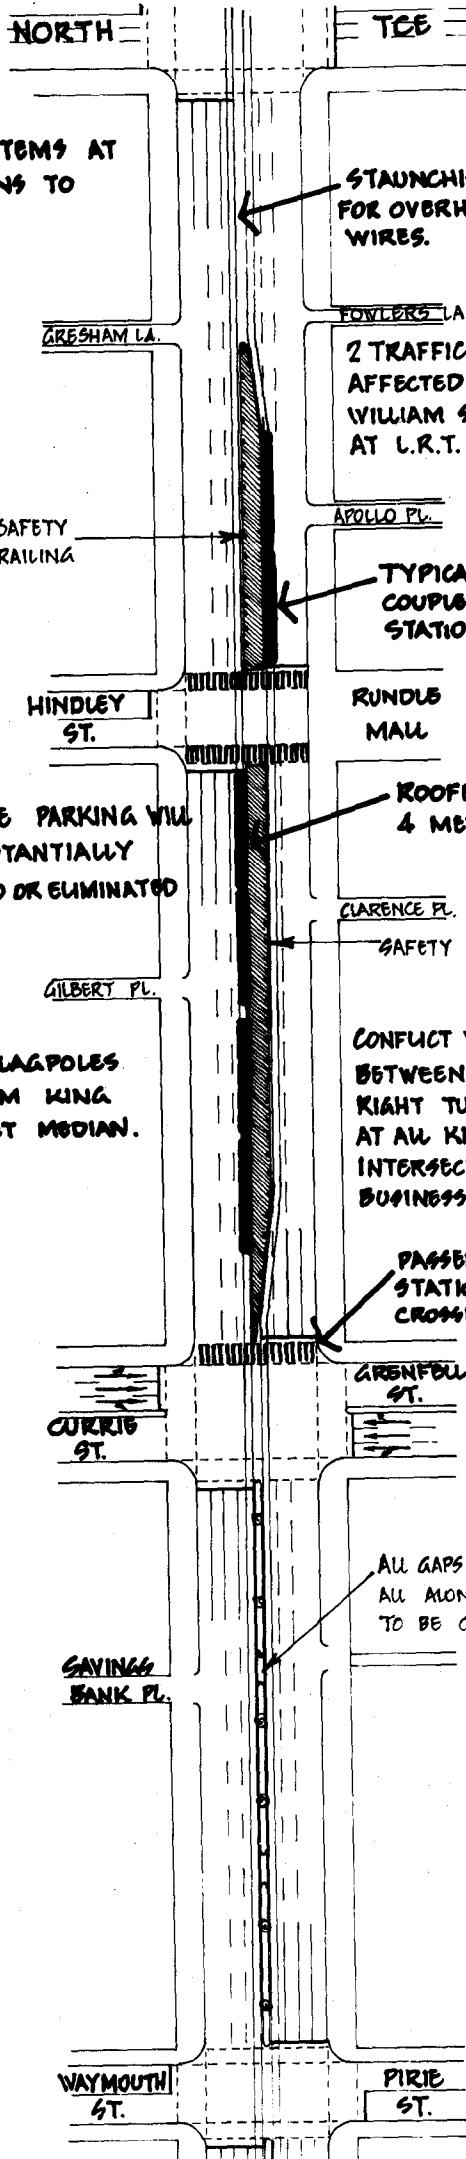 NORTH
TCE
TEMS AT
NS TO
STAUNCHI
FOR OVERH
WIRES.
FOWLERS LA
GRESHAM LA.
2 TRAFFIC
AFFECTED
WILLIAM S
AT L.R.T.
APOLLO PL.
SAFETY
RAILING
TYPICA
COUPLE
STATIO
HINDLEY
ST.
RUNDLE
MALL
ROOF
4 ME
E PARKING WILL
TANTIALLY
D OR ELIMINATED
CLARENCE PL.
SAFETY
GILBERT PL.
CONFLICT
BETWEEN
RIGHT TU
AT ALL KI
INTERSEC
BUSINESS
LAGPOLES
M KING
T MEDIAN.
PASSE
STATI
CROSS
GRENFELL
ST.
CURRIE
ST.
ALL GAPS
ALL ALON
TO BE C
SAVINGS
BANK PL.
WAYMOUTH
ST.
PIRIE
ST.